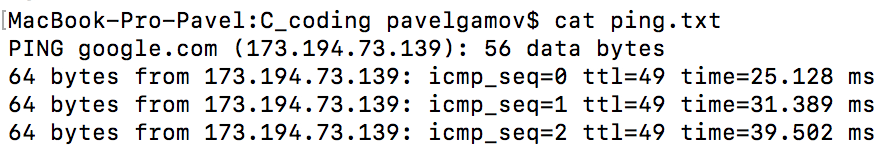 [MacBook-Pro-Pavel:C_coding pavelgamov$ cat ping.txt
PING google.com (173.194.73.139): 56 data bytes
64 bytes from 173.194.73.139: icmp_seq=0 ttl=49 time=25.128 ms
64 bytes from 173.194.73.139: icmp_seq=1 ttl=49 time=31.389 ms
64 bytes from 173.194.73.139: icmp_seq=2 ttl=49 time=39.502 ms